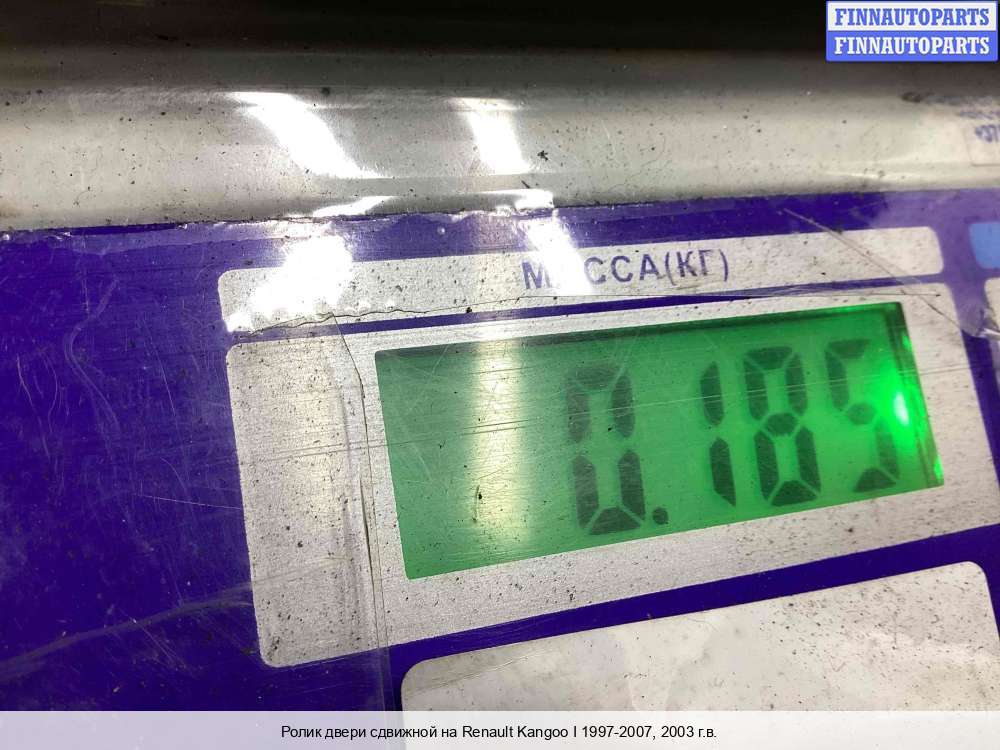 FINNAUTOPARTS
FINNAUTOPARTS
МАССА(КГ)
0.185
Ролик двери сдвижной на Renault Kangoo I 1997-2007, 2003 г.в.